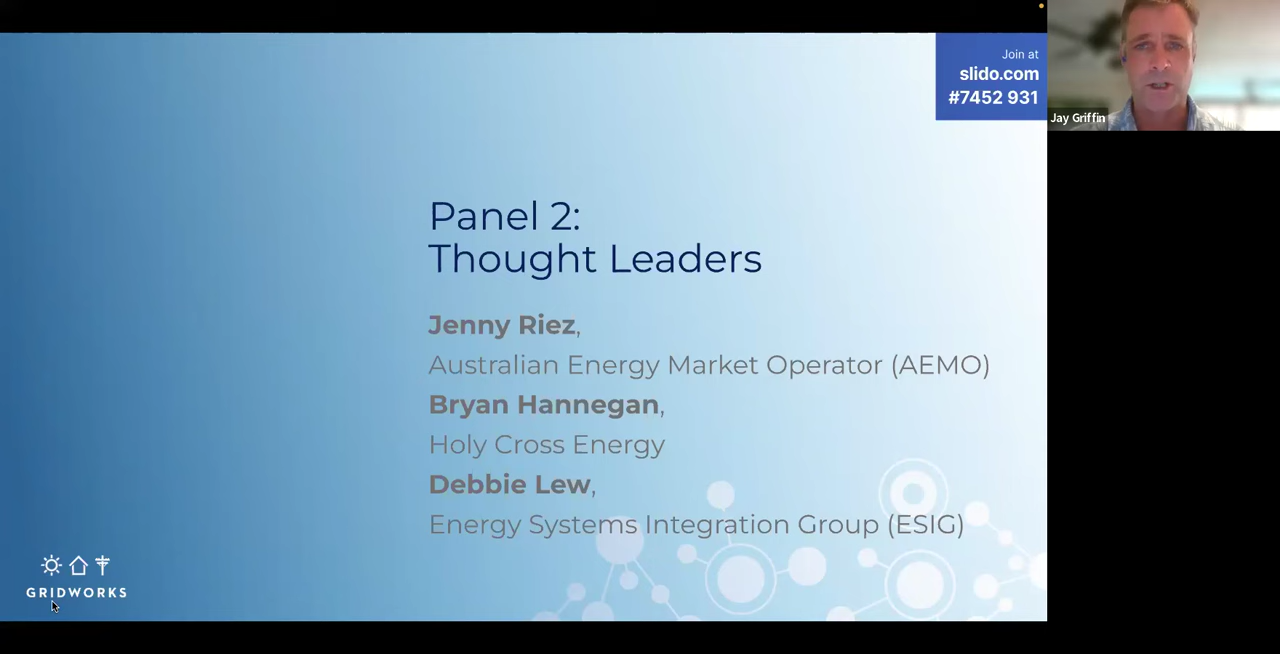 Join at
slido.com
#7452 931
Jay Griffin
Panel 2:
Thought Leaders
Jenny Riez,
Australian Energy Market Operator (AEMO)
Bryan Hannegan,
Holy Cross Energy
Debbie Lew,
Energy Systems Integration Group (ESIG)
GRIDWORKS